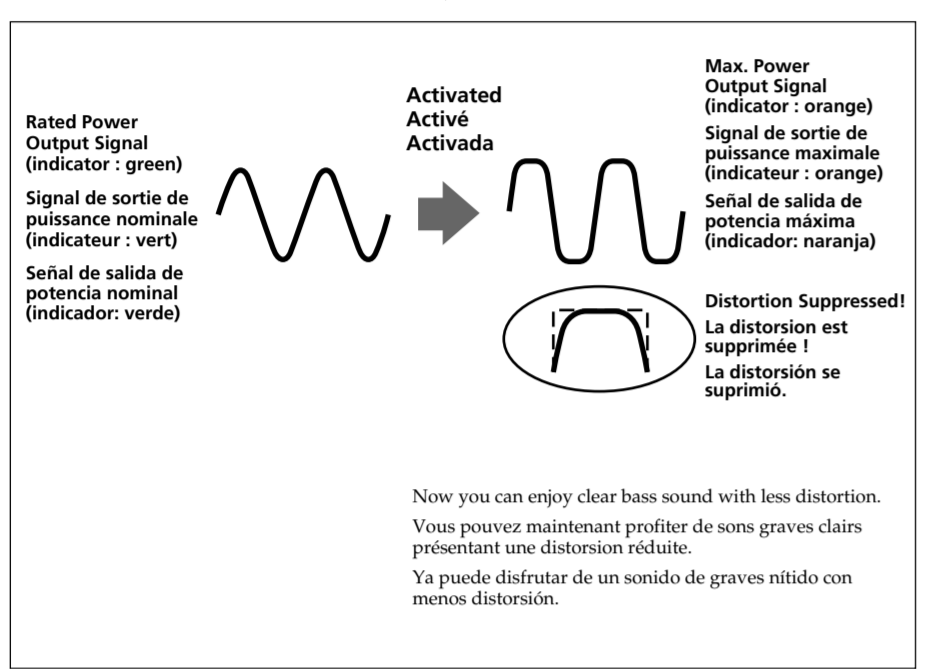 Rated Power
Output Signal
(indicator : green)
Signal de sortie de
puissance nominale
(indicateur : vert)
Señal de salida de
potencia nominal
(indicador: verde)
Activated
Activé
Activada
Max. Power
Output Signal
(indicator : orange)
Signal de sortie de
puissance maximale
(indicateur : orange)
Señal de salida de
potencia máxima
(indicador: naranja)
Distortion Suppressed!
La distorsion est
supprimée !
La distorsión se
suprimió.
Now you can enjoy clear bass sound with less distortion.
Vous pouvez maintenant profiter de sons graves clairs
présentant une distorsion réduite.
Ya puede disfrutar de un sonido de graves nítido con
menos distorsión.